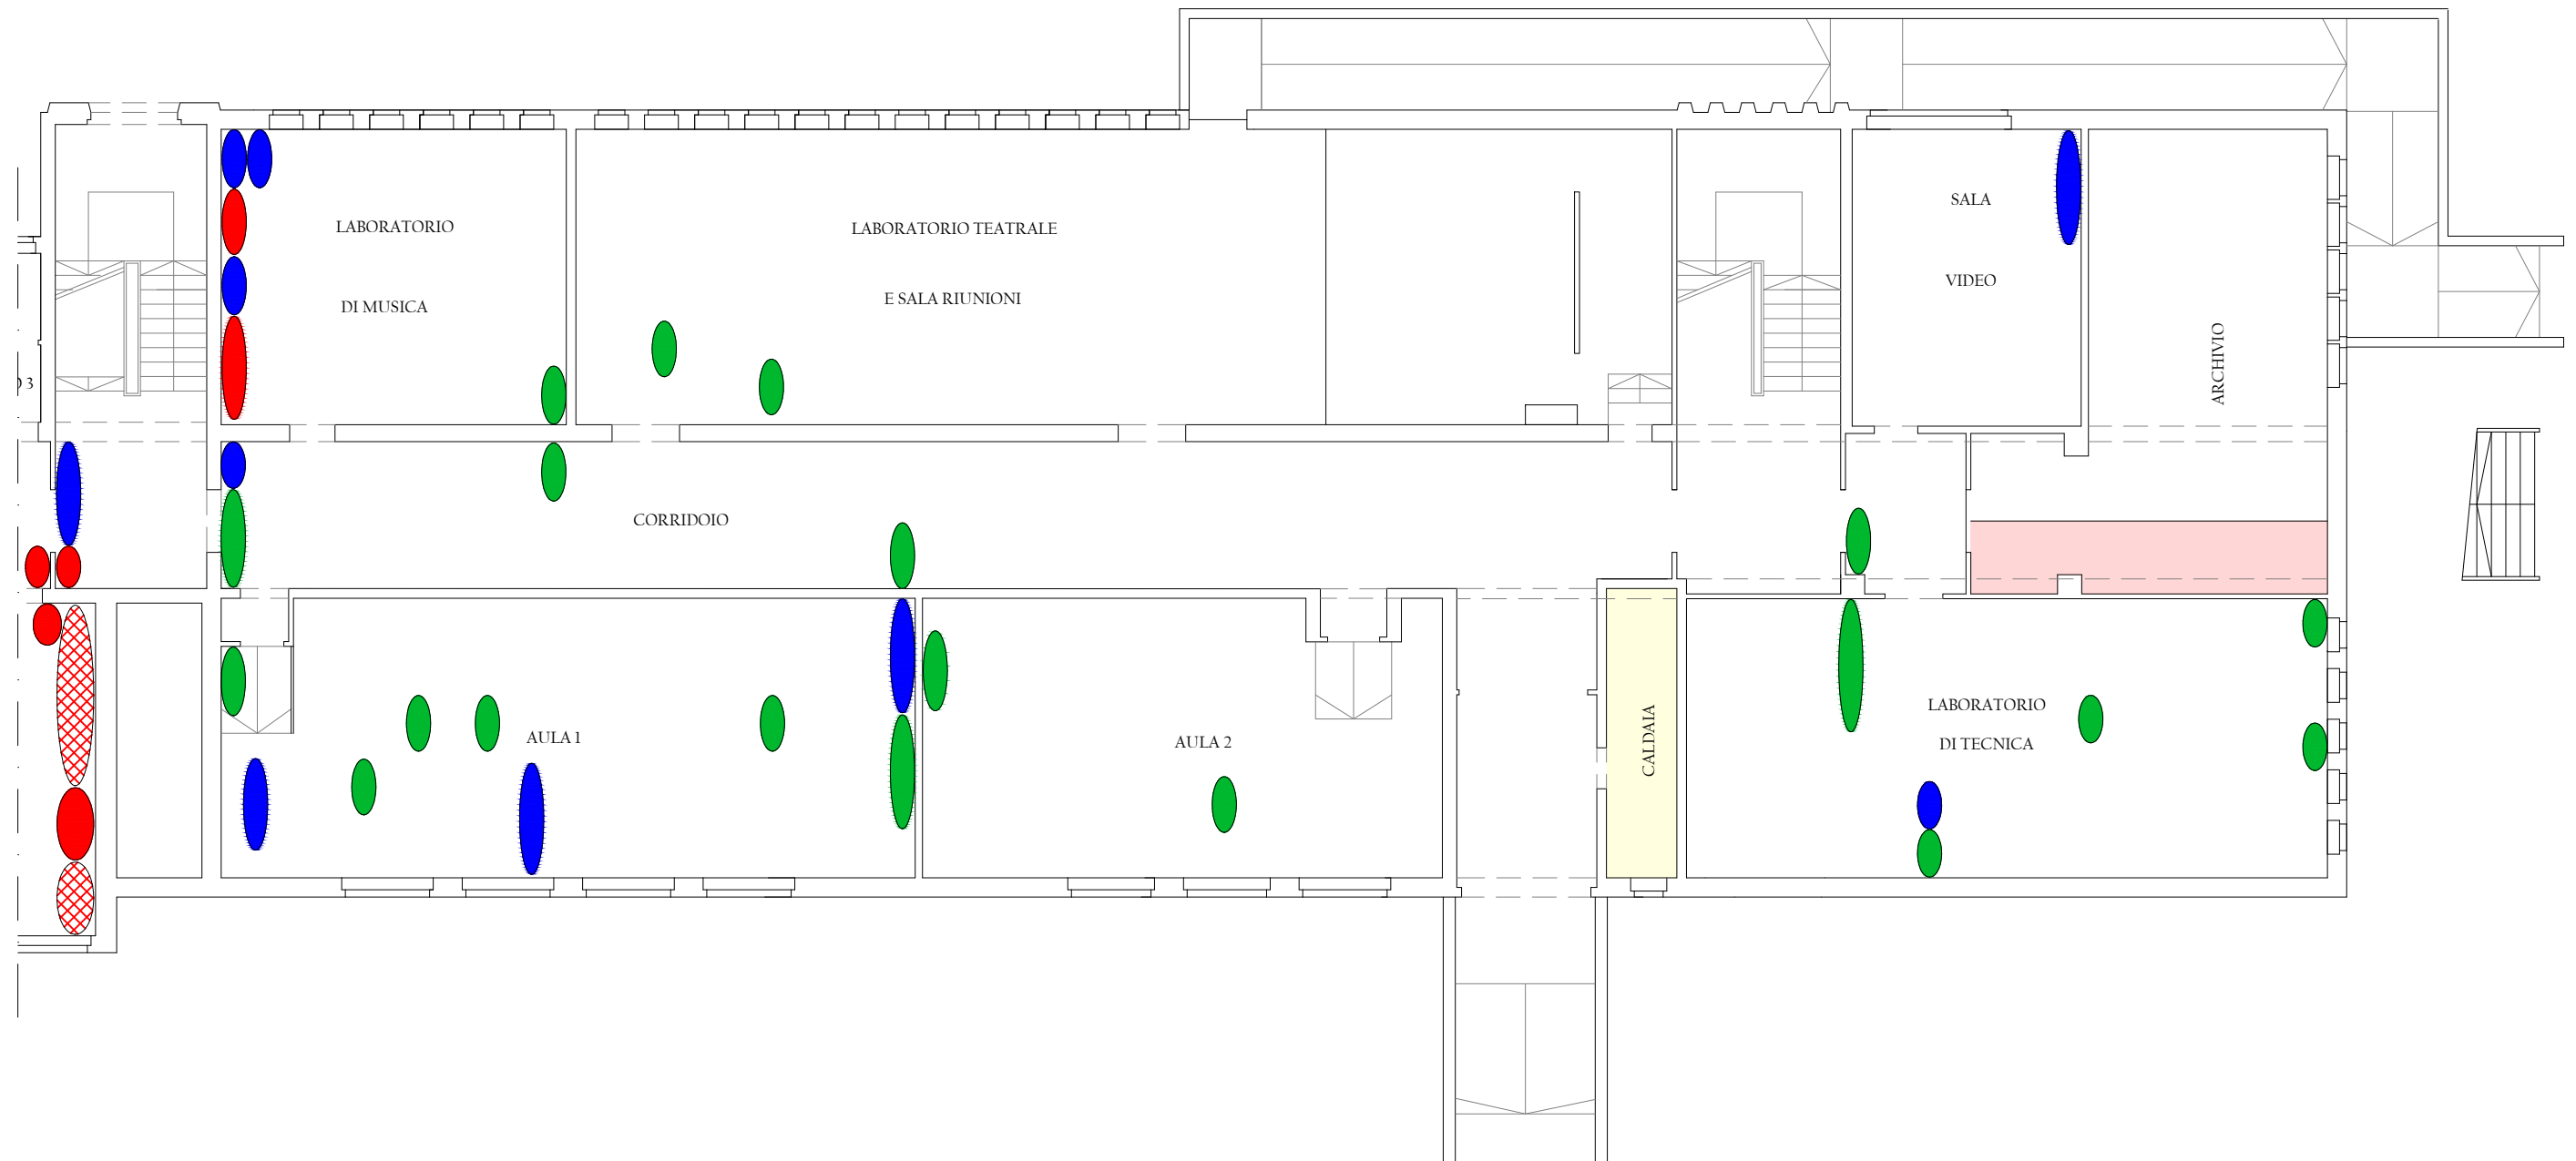 LABORATORIO
DI MUSICA
LABORATORIO TEATRALE
E SALA RIUNIONI
SALA
VIDEO
ARCHIVIO
3
CORRIDOIO
AULA 1
AULA 2
CALDAIA
LABORATORIO
DI TECNICA